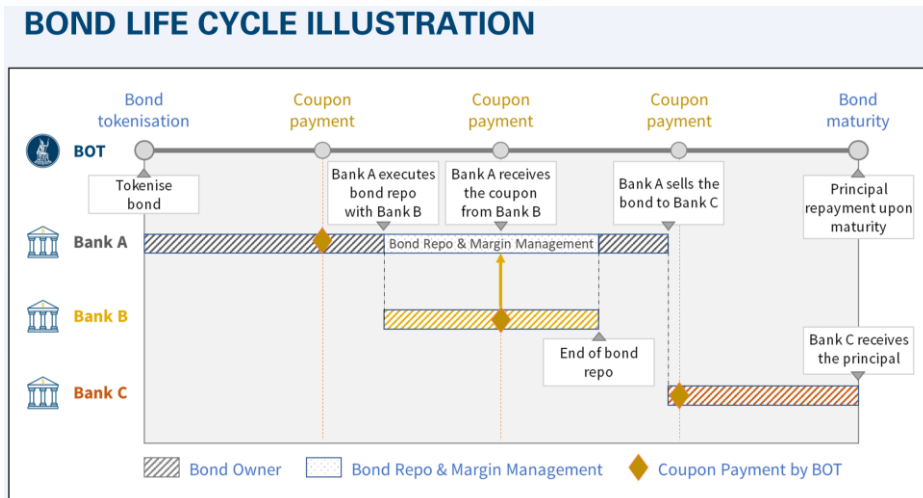 BOND LIFE CYCLE ILLUSTRATION
Bond
tokenisation
Coupon
payment
Coupon
payment
Coupon
payment
Bond
maturity
BOT
Tokenise
bond
Bank A executes
bond repo
with Bank B
Bank A receives
the coupon
from Bank B
Bank A sells the
bond to Bank C
Principal
repayment upon
maturity
Bank A
Bond Repo & Margin Management
Bank B
End of bond
repo
Bank C receives
the principal
Bank C
Bond Owner
Bond Repo & Margin Management
Coupon Payment by BOT